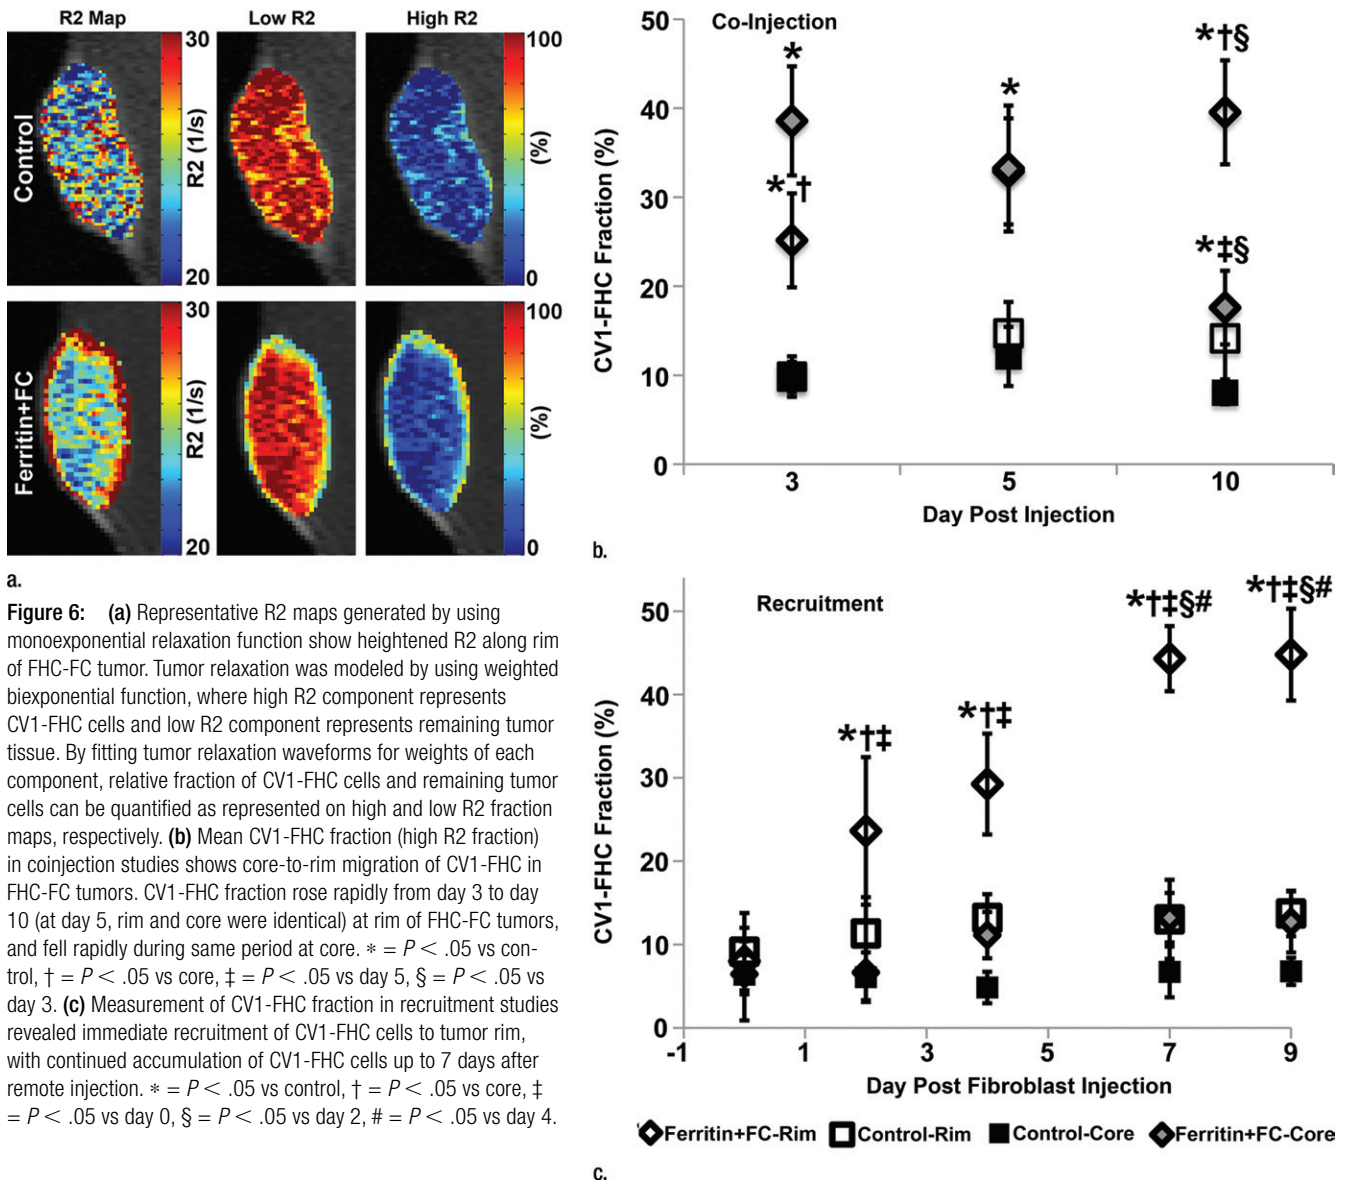 R2 Map
Low R2
High R2
Control
30
R2 (1/s)
20
100
(%)
0
Ferritin+FC
30
R2 (1/s)
20
100
(%)
0
a.
Figure 6: (a) Representative R2 maps generated by using
monoexponential relaxation function show heightened R2 along rim
of FHC-FC tumor. Tumor relaxation was modeled by using weighted
biexponential function, where high R2 component represents
CV1-FHC cells and low R2 component represents remaining tumor
tissue. By fitting tumor relaxation waveforms for weights of each
component, relative fraction of CV1-FHC cells and remaining tumor
cells can be quantified as represented on high and low R2 fraction
maps, respectively. (b) Mean CV1-FHC fraction (high R2 fraction)
in coinjection studies shows core-to-rim migration of CV1-FHC in
FHC-FC tumors. CV1-FHC fraction rose rapidly from day 3 to day
10 (at day 5, rim and core were identical) at rim of FHC-FC tumors,
and fell rapidly during same period at core. * = P < .05 vs con-
trol, † = P < .05 vs core, ‡ = P < .05 vs day 5, § = P < .05 vs
day 3. (c) Measurement of CV1-FHC fraction in recruitment studies
revealed immediate recruitment of CV1-FHC cells to tumor rim,
with continued accumulation of CV1-FHC cells up to 7 days after
remote injection. * = P < .05 vs control, † = P < .05 vs core, ‡
= P < .05 vs day 0, § = P < .05 vs day 2, # = P < .05 vs day 4.
Co-Injection
CV1-FHC Fraction (%)
50
40
30
20
10
0
*
*†
*
*†§
*‡§
3 5 10
Day Post Injection
b.
Recruitment
CV1-FHC Fraction (%)
50
40
30
20
10
0
*†‡
*†‡
*†‡§#
*†‡§#
-1 1 3 5 7 9
Day Post Fibroblast Injection
Ferritin+FC-Rim Control-Rim Control-Core Ferritin+FC-Core
c.